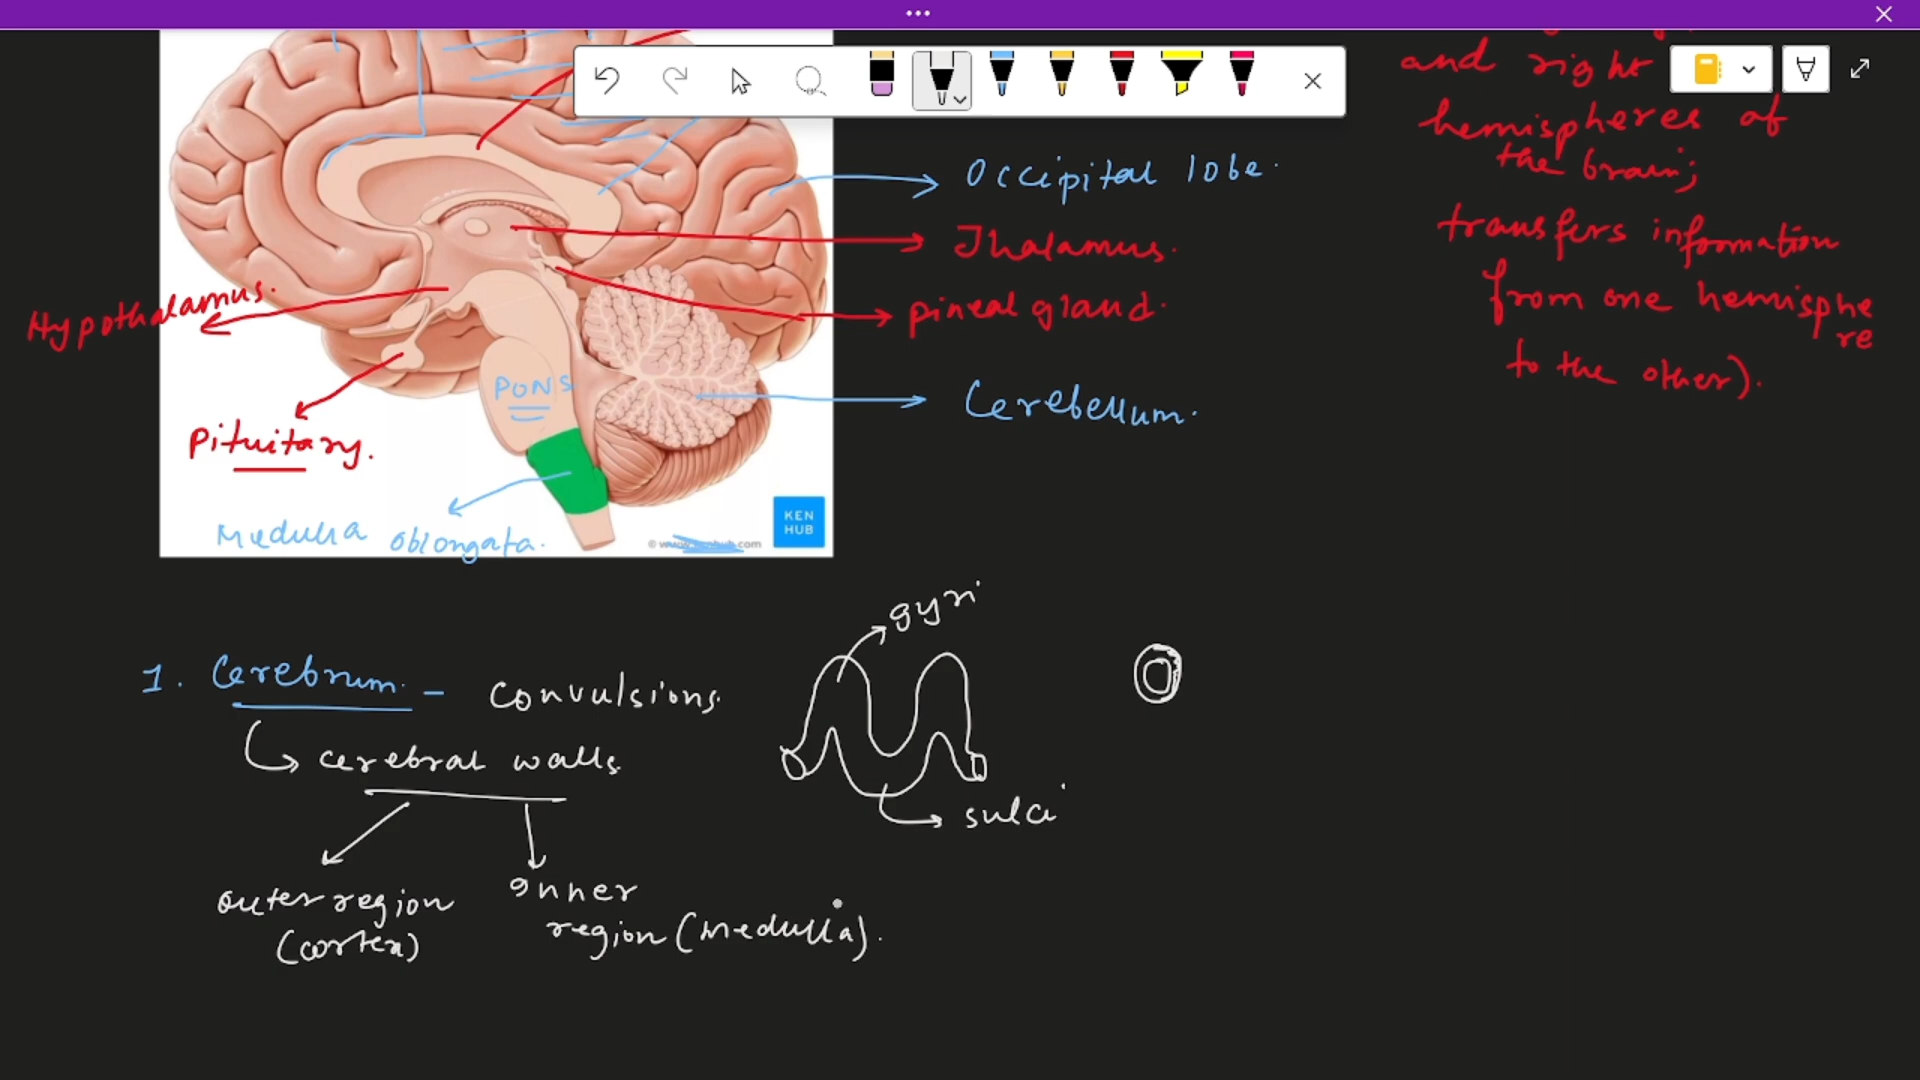 and right
hemispheres of
the brain;
transfers information
from one hemisphe
re
to the other).
Occipital lobe.
Thalamus.
Hypothalamus.
pineal gland.
PONS
Cerebellum.
Pituitary.
Medulla oblongata.
KEN
HUB
gyri
1. Cerebrum. - convulsions.
cerebral walls
sulci
outer region
(cortex)
Inner
region (Medulla).